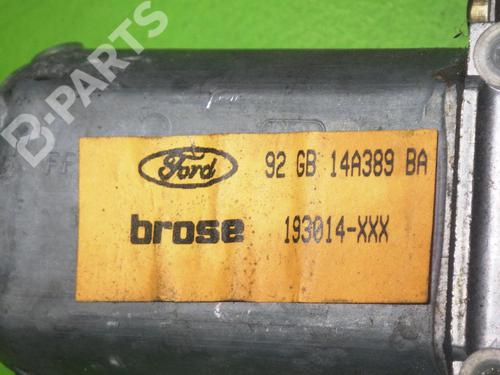 B-PARTS
Ford 92 GB 14A389 BA
brose 193014-XXX